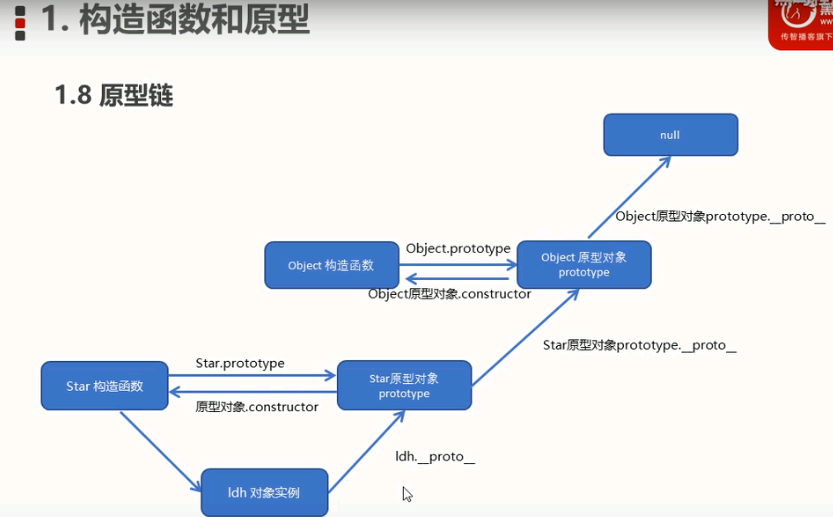 1. 构造函数和原型
传智播客旗下
1.8 原型链
null
Object原型对象prototype.__proto__
Object.prototype
Object 构造函数
Object 原型对象
prototype
Object原型对象.constructor
Star原型对象prototype.__proto__
Star.prototype
Star 构造函数
Star原型对象
prototype
原型对象.constructor
ldh.__proto__
ldh 对象实例